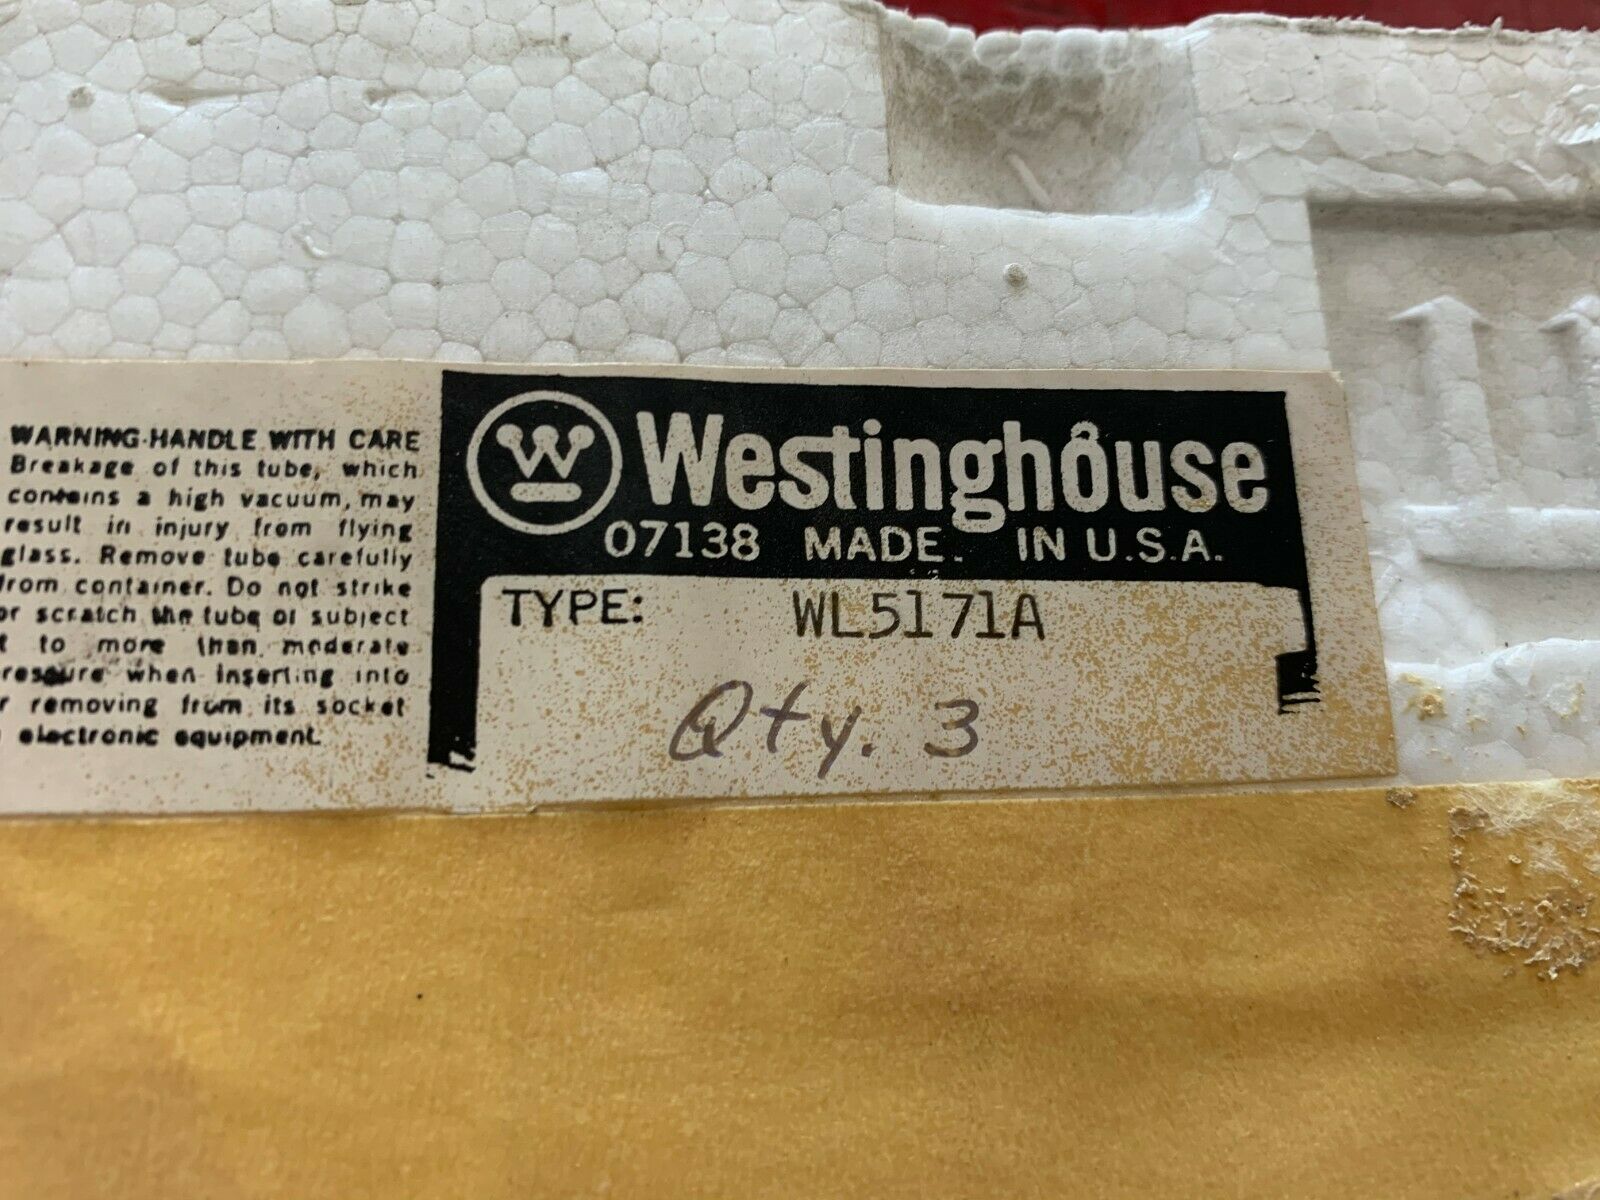 WARNING-HANDLE WITH CARE
Breakage of this tube, which
contains a high vacuum, may
result in injury from flying
glass. Remove tube carefully
from container. Do not strike
or scratch the tube or subject
t to more than moderate
ressure when inserting into
r removing from its socket
electronic equipment.
W
Westinghouse
07138 MADE. IN U.S.A.
TYPE: WL5171A
Qty. 3